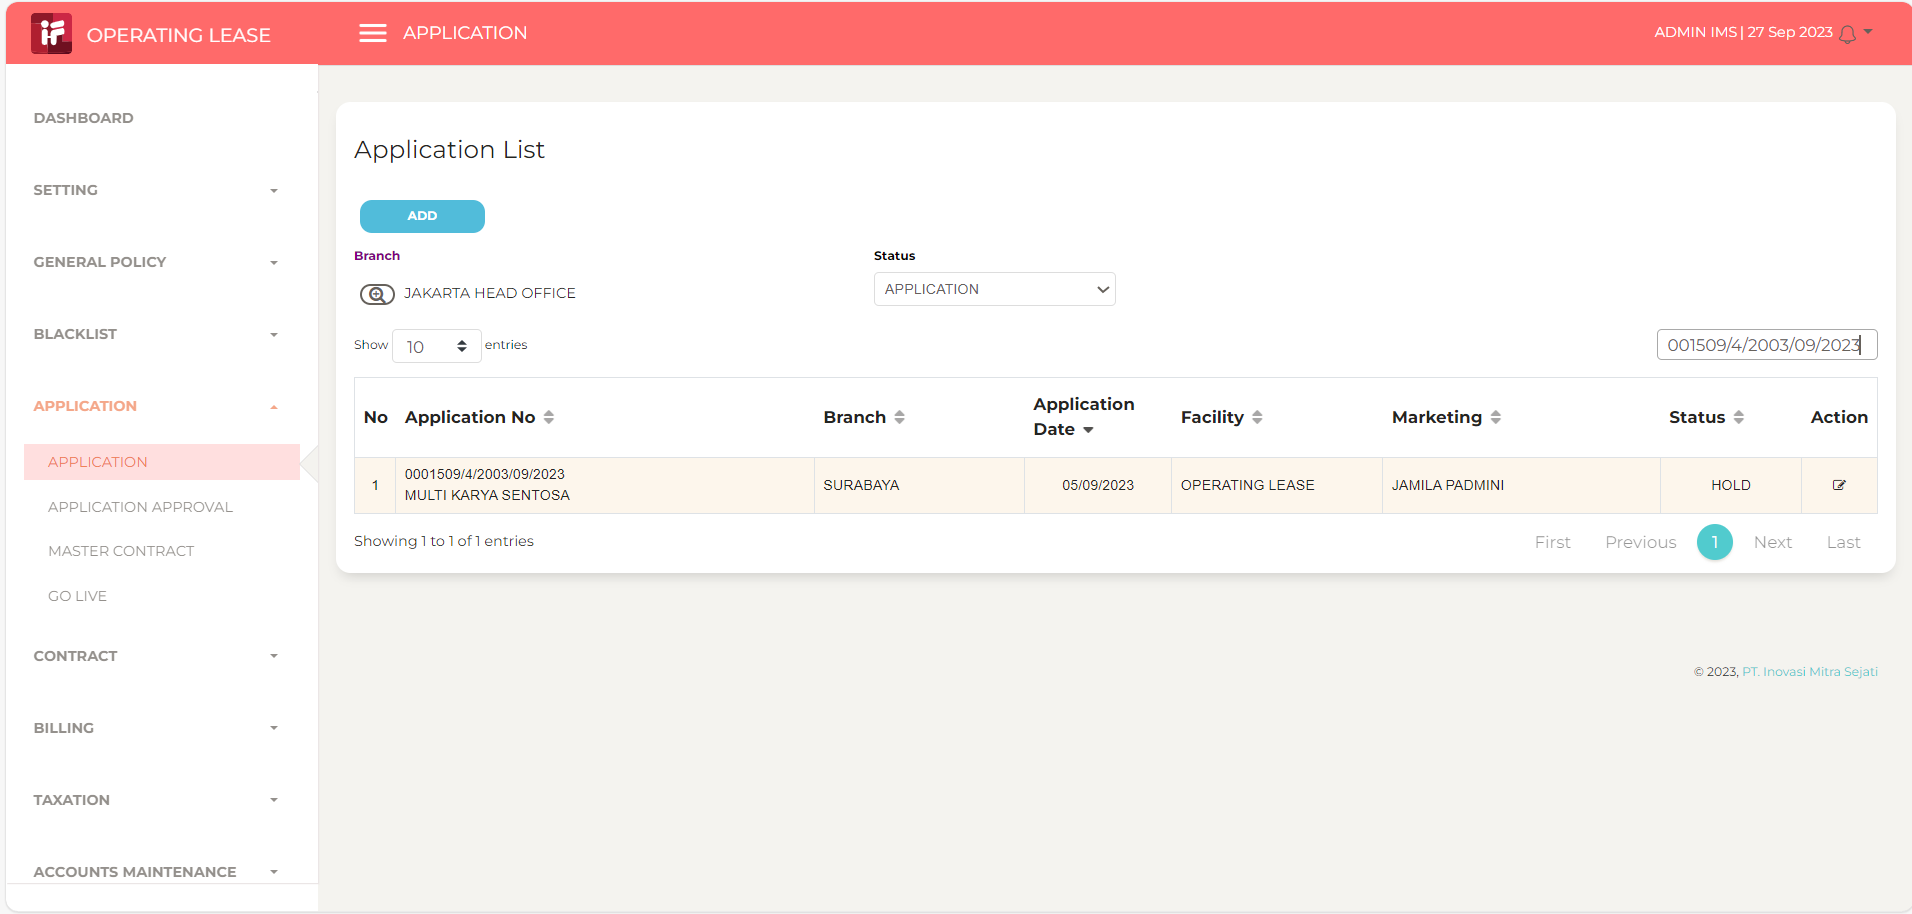 OPERATING LEASE
APPLICATION
ADMIN IMS | 27 Sep 2023
DASHBOARD
SETTING
GENERAL POLICY
BLACKLIST
APPLICATION
APPLICATION
APPLICATION APPROVAL
MASTER CONTRACT
GO LIVE
CONTRACT
BILLING
TAXATION
ACCOUNTS MAINTENANCE
Application List
ADD
Branch
Status
JAKARTA HEAD OFFICE
APPLICATION
Show 10 entries
001509/4/2003/09/2023
No Application No Branch Application Date Facility Marketing Status Action
1 0001509/4/2003/09/2023 SURABAYA 05/09/2023 OPERATING LEASE JAMILA PADMINI HOLD
MULTI KARYA SENTOSA
Showing 1 to 1 of 1 entries
First Previous 1 Next Last
© 2023, PT. Inovasi Mitra Sejati